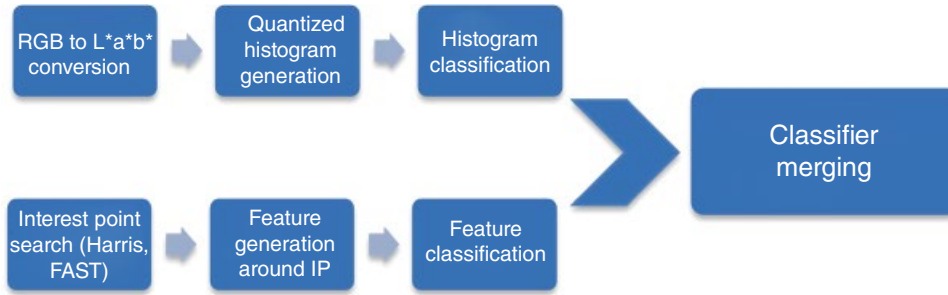 RGB to L*a*b*
conversion
Quantized
histogram
generation
Histogram
classification
Interest point
search (Harris,
FAST)
Feature
generation
around IP
Feature
classification
Classifier
merging